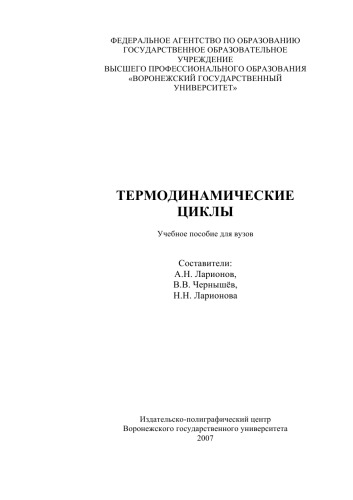 ФЕДЕРАЛЬНОЕ АГЕНТСТВО ПО ОБРАЗОВАНИЮ
ГОСУДАРСТВЕННОЕ ОБРАЗОВАТЕЛЬНОЕ
УЧРЕЖДЕНИЕ
ВЫСШЕГО ПРОФЕССИОНАЛЬНОГО ОБРАЗОВАНИЯ
«ВОРОНЕЖСКИЙ ГОСУДАРСТВЕННЫЙ
УНИВЕРСИТЕТ»
ТЕРМОДИНАМИЧЕСКИЕ
ЦИКЛЫ
Учебное пособие для вузов
Составители:
А.Н. Ларионов,
В.В. Чернышёв,
Н.Н. Ларионова
Издательско-полиграфический центр
Воронежского государственного университета
2007